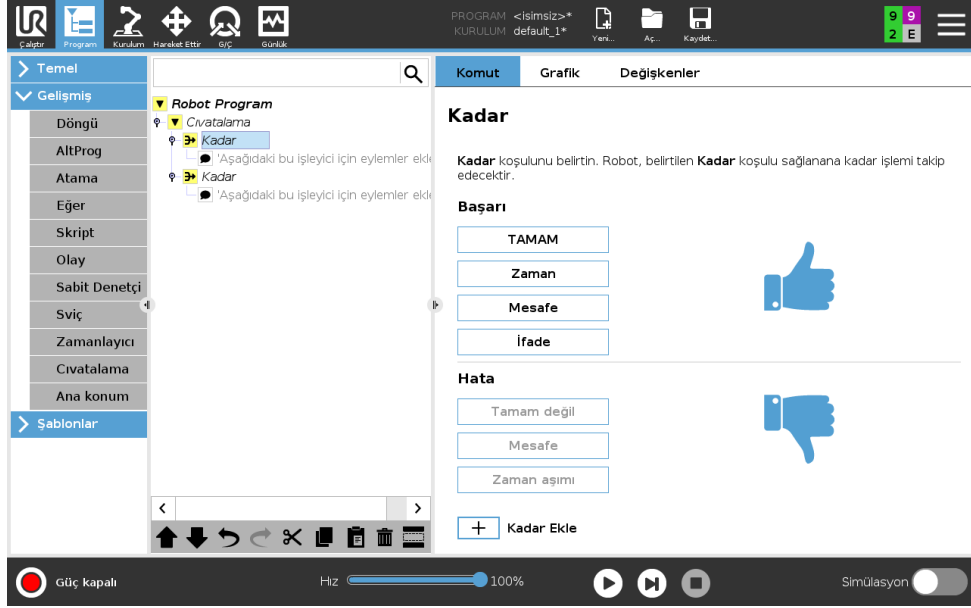 UR
PROGRAM <isimsiz>*
KURULUM default_1*
Çalıştır
Program
Kurulum
Hareket Ettir
G/Ç
Günlük
Yeni...
Aç...
Kaydet...
9 9
2 E
Temel
Gelişmiş
Döngü
AltProg
Atama
Eğer
Skript
Olay
Sabit Denetçi
Sviç
Zamanlayıcı
Cıvatalama
Ana konum
Şablonlar
Robot Program
Cıvatalama
Kadar
'Aşağıdaki bu işleyici için eylemler ekle
Kadar
'Aşağıdaki bu işleyici için eylemler ekle
Komut
Grafik
Değişkenler
Kadar
Kadar koşulunu belirtin. Robot, belirtilen Kadar koşulu sağlanana kadar işlemi takip
edecektir.
Başarı
TAMAM
Zaman
Mesafe
İfade
Hata
Tamam değil
Mesafe
Zaman aşımı
Kadar Ekle
Güç kapalı
Hız
100%
Simülasyon